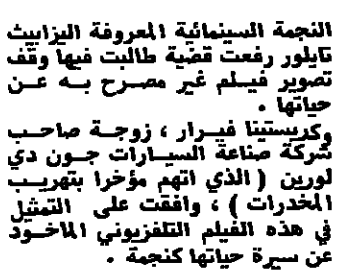 النجمة السينمائية المعروفة اليزابيث
تايلور رفعت قضية طالبت فيها وقف
تصوير فيلم غير مصرح به عن
حياتها .
وكريستينا فيرار ، زوجة صاحب
شركة صناعة السيارات جون دي
لورين ( الذي اتهم مؤخرا بتهريب
المخدرات ) ، وافقت على التمثيل
في هذه الفيلم التلفزيوني الماخوذ
عن سيرة حياتها كنجمة .